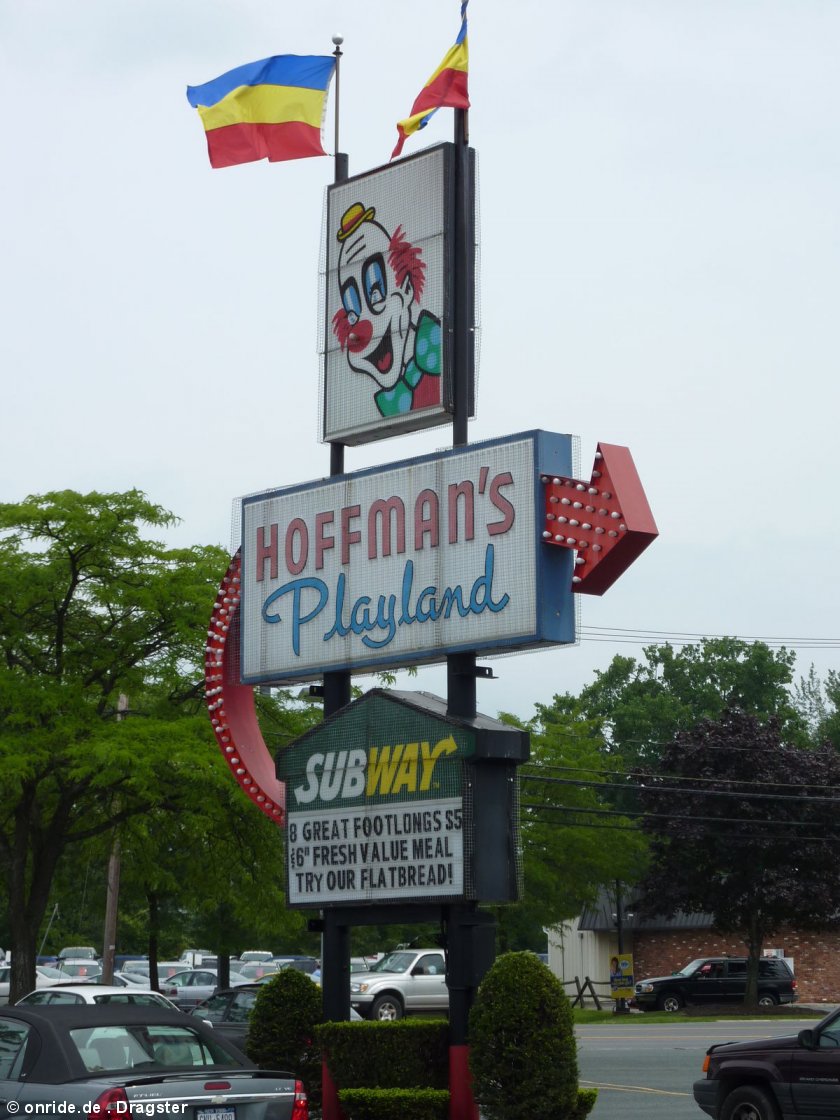 HOFFMAN'S
Playland
SUBWAY
8 GREAT FOOTLONGS $5
6" FRESH VALUE MEAL
TRY OUR FLATBREAD!
© onride.de . Dragster